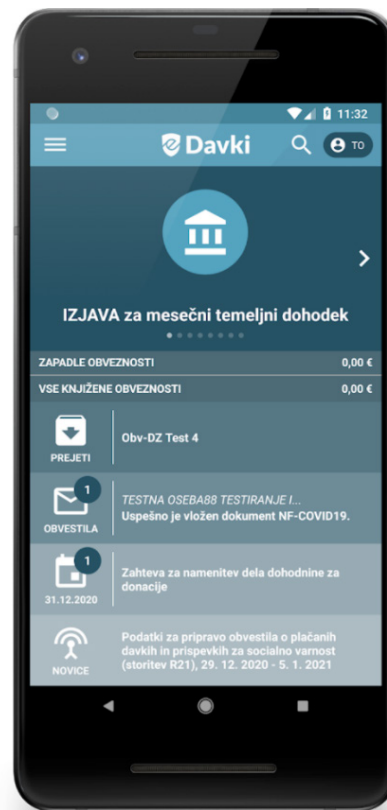 11:32
Davki
TO
IZJAVA za mesečni temeljni dohodek
ZAPADLE OBVEZNOSTI 0,00 €
VSE KNJIŽENE OBVEZNOSTI 0,00 €
PREJETI
Obv-DZ Test 4
1
OBVESTILA
TESTNA OSEBA88 TESTIRANJE I...
Uspešno je vložen dokument NF-COVID19.
1
31.12.2020
Zahteva za namenitev dela dohodnine za
donacije
NOVICE
Podatki za pripravo obvestila o plačanih
davkih in prispevkih za socialno varnost
(storitev R21), 29. 12. 2020 - 5. 1. 2021